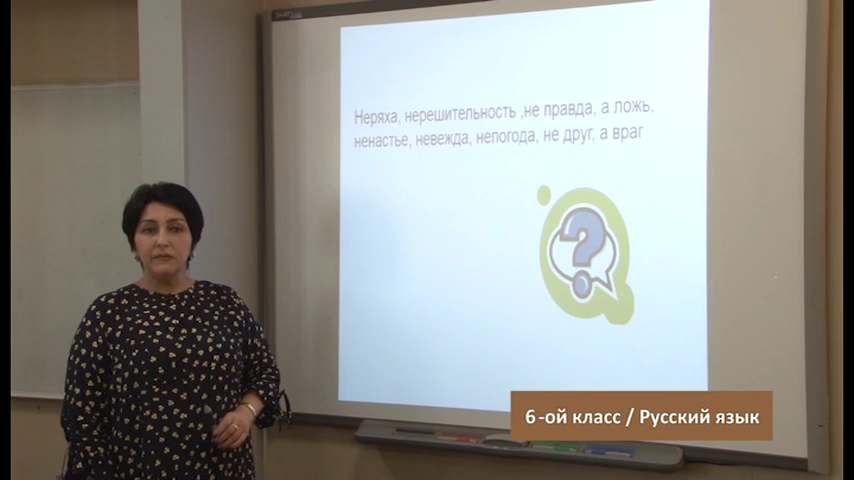 Неряха, нерешительность ,не правда, а ложь,
ненастье, невежда, непогода, не друг, а враг
6 -ой класс / Русский язык